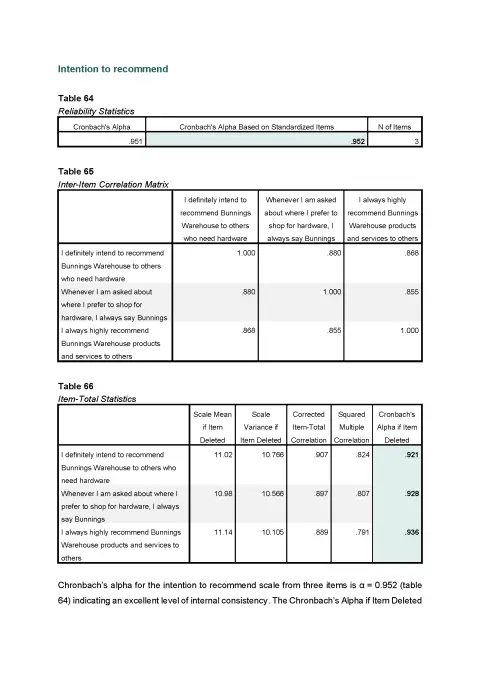 Intention to recommend
Table 64
Reliability Statistics
Cronbach's Alpha Cronbach's Alpha Based on Standardized Items N of Items
.951 .952 3
Table 65
Inter-Item Correlation Matrix
I definitely intend to Whenever I am asked I always highly
recommend Bunnings about where I prefer to recommend Bunnings
Warehouse to others shop for hardware, I Warehouse products
who need hardware always say Bunnings and services to others
I definitely intend to recommend 1.000 .880 .868
Bunnings Warehouse to others
who need hardware
Whenever I am asked about .880 1.000 .855
where I prefer to shop for
hardware, I always say Bunnings
I always highly recommend .868 .855 1.000
Bunnings Warehouse products
and services to others
Table 66
Item-Total Statistics
Scale Mean Scale Corrected Squared Cronbach's
if Item Variance if Item-Total Multiple Alpha if Item
Deleted Item Deleted Correlation Correlation Deleted
I definitely intend to recommend 11.02 10.766 .907 .824 .921
Bunnings Warehouse to others who
need hardware
Whenever I am asked about where I 10.98 10.566 .897 .807 .928
prefer to shop for hardware, I always
say Bunnings
I always highly recommend Bunnings 11.14 10.105 .889 .791 .936
Warehouse products and services to
others
Chronbach's alpha for the intention to recommend scale from three items is α = 0.952 (table
64) indicating an excellent level of internal consistency. The Chronbach's Alpha if Item Deleted